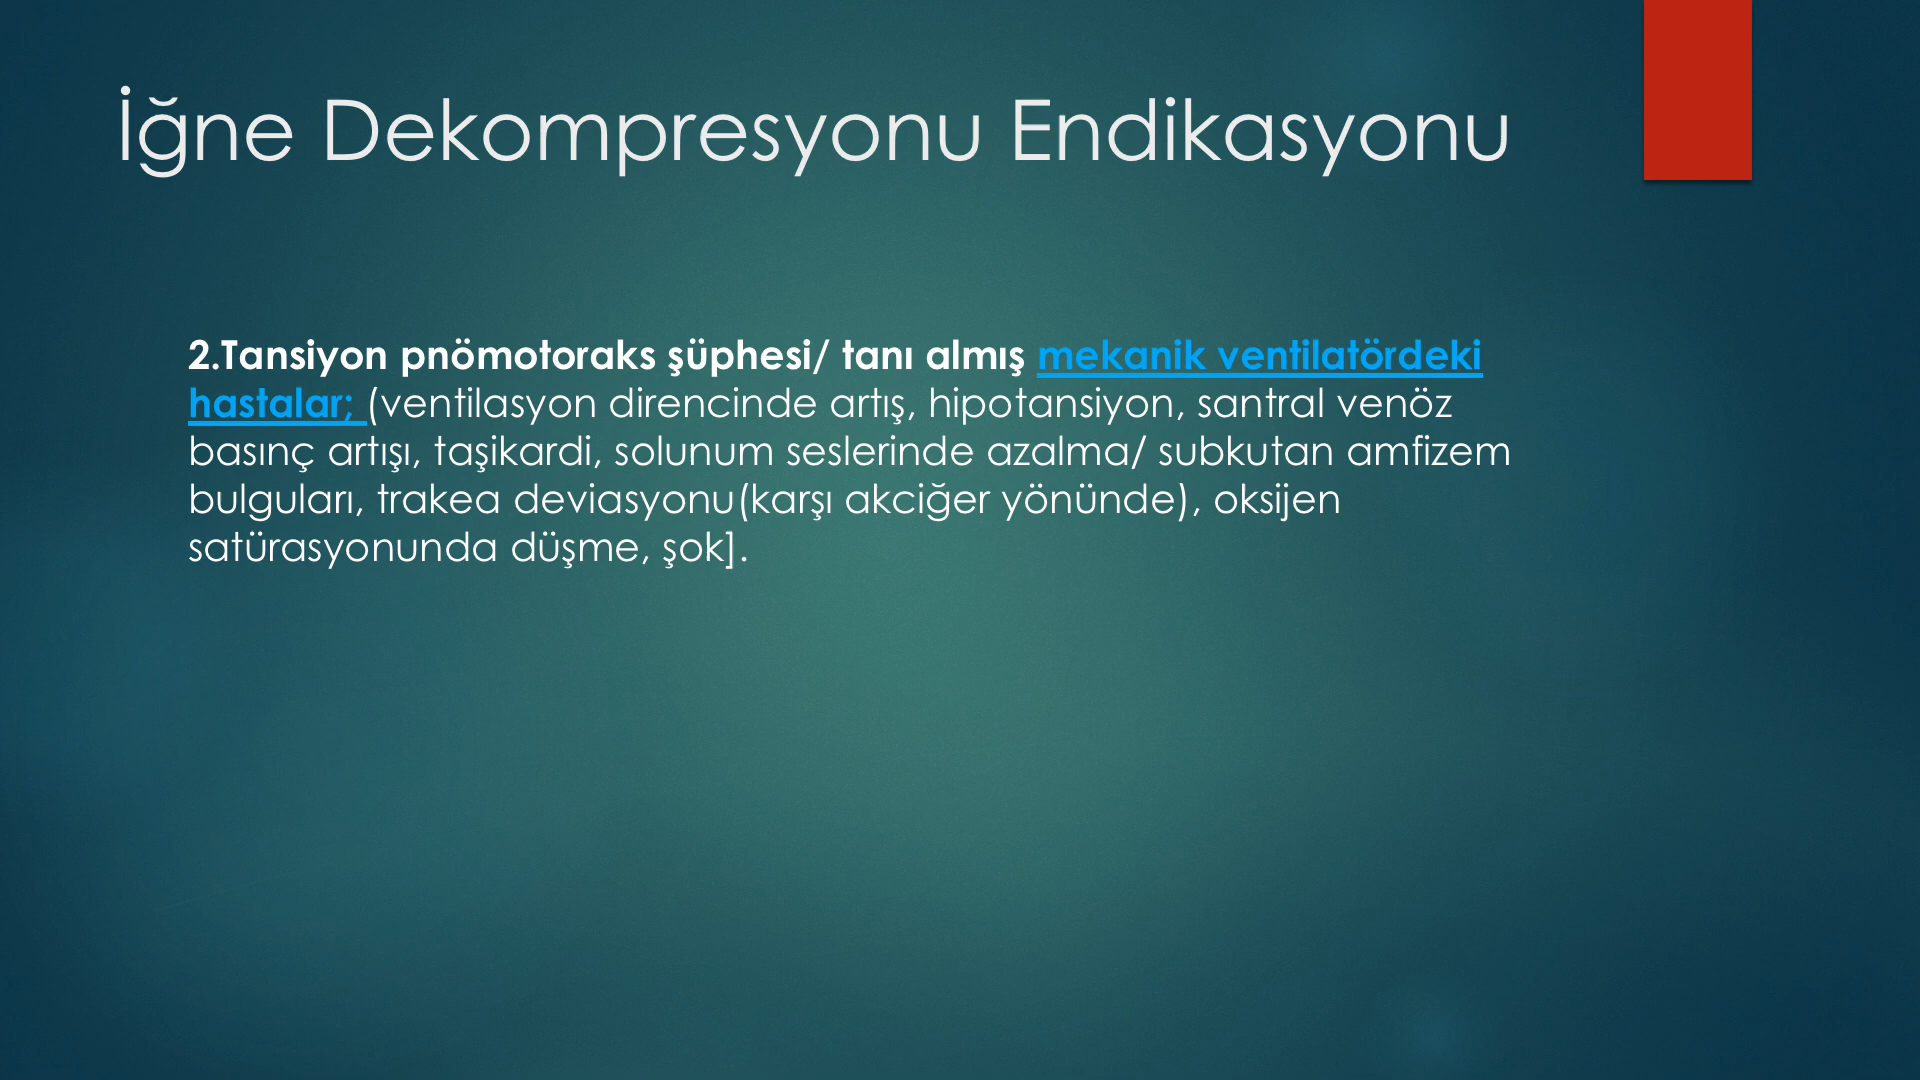 İğne Dekompresyonu Endikasyonu
2.Tansiyon pnömotoraks şüphesi/ tanı almış mekanik ventilatördeki
hastalar; (ventilasyon direncinde artış, hipotansiyon, santral venöz
basınç artışı, taşikardi, solunum seslerinde azalma/ subkutan amfizem
bulguları, trakea deviasyonu(karşı akciğer yönünde), oksijen
satürasyonunda düşme, şok].